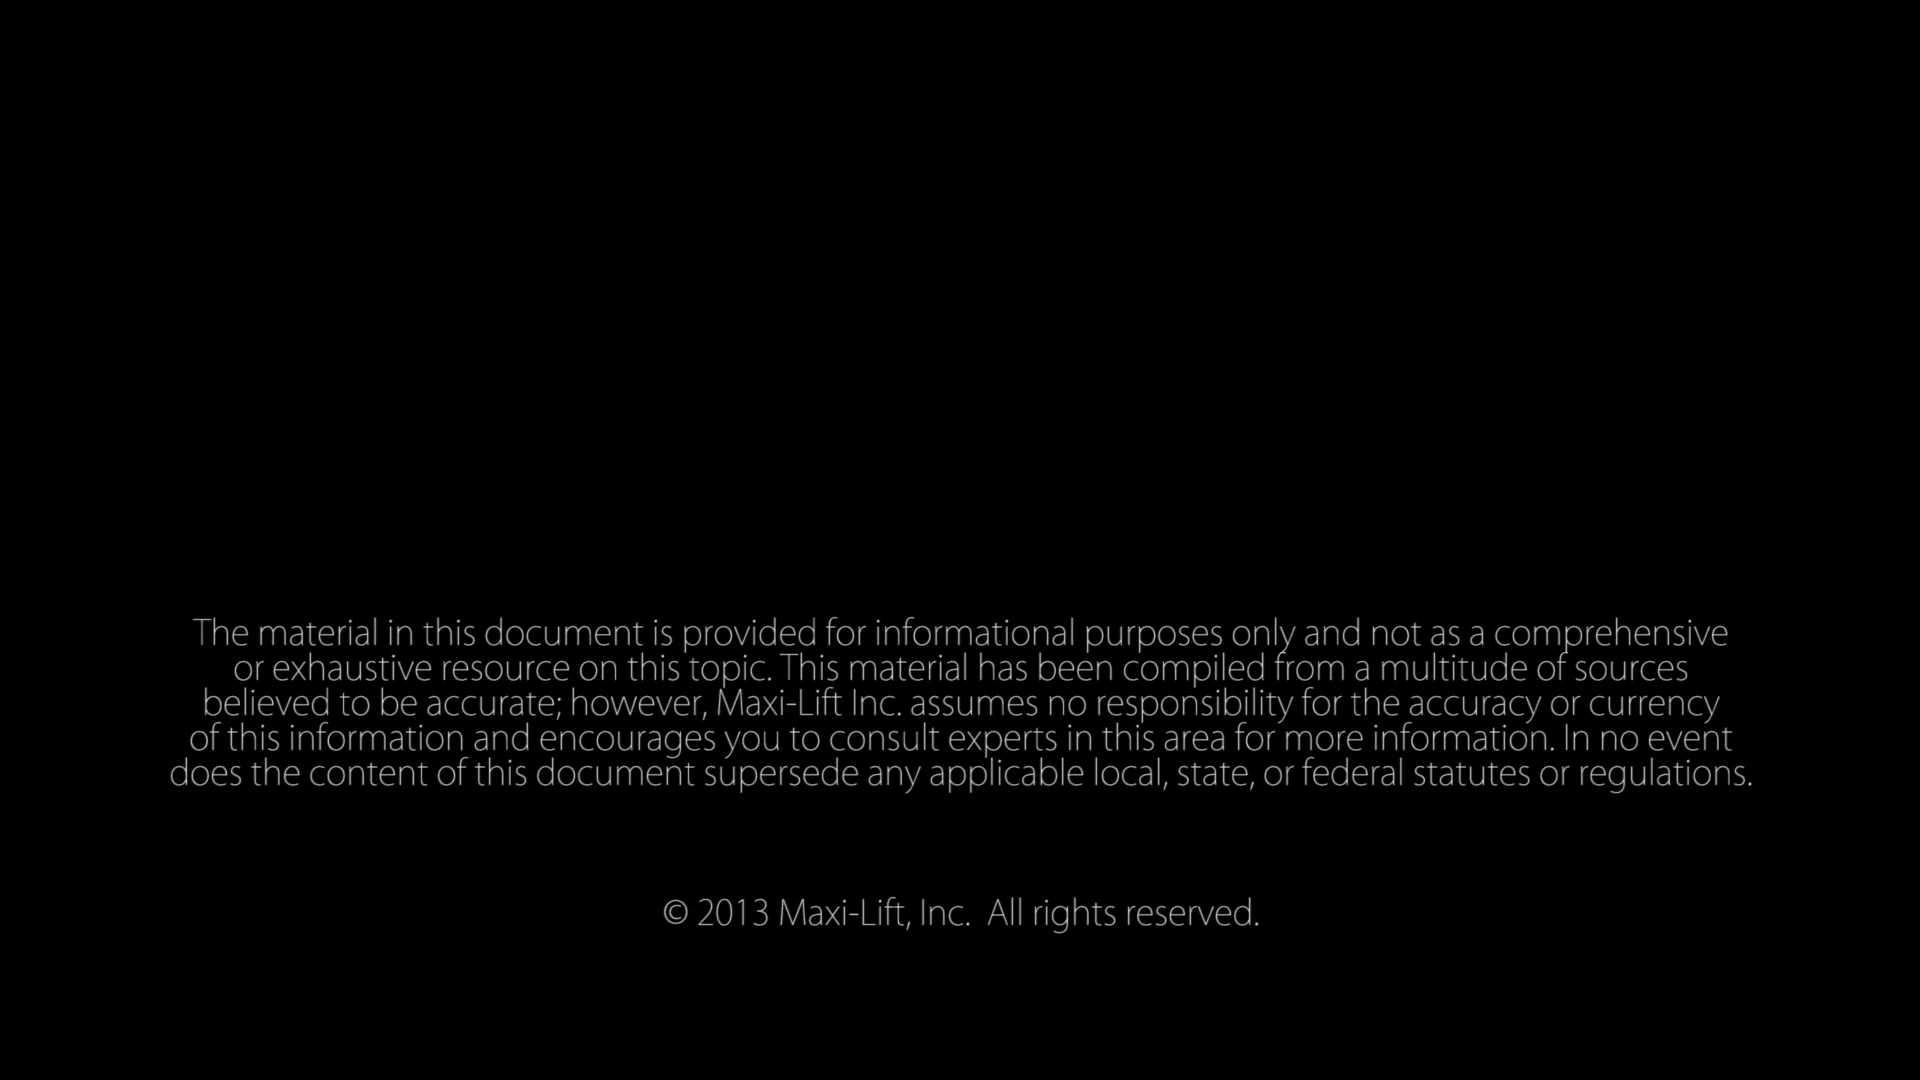 The material in this document is provided for informational purposes only and not as a comprehensive
or exhaustive resource on this topic. This material has been compiled from a multitude of sources
believed to be accurate; however, Maxi-Lift Inc. assumes no responsibility for the accuracy or currency
of this information and encourages you to consult experts in this area for more information. In no event
does the content of this document supersede any applicable local, state, or federal statutes or regulations.
© 2013 Maxi-Lift, Inc.  All rights reserved.